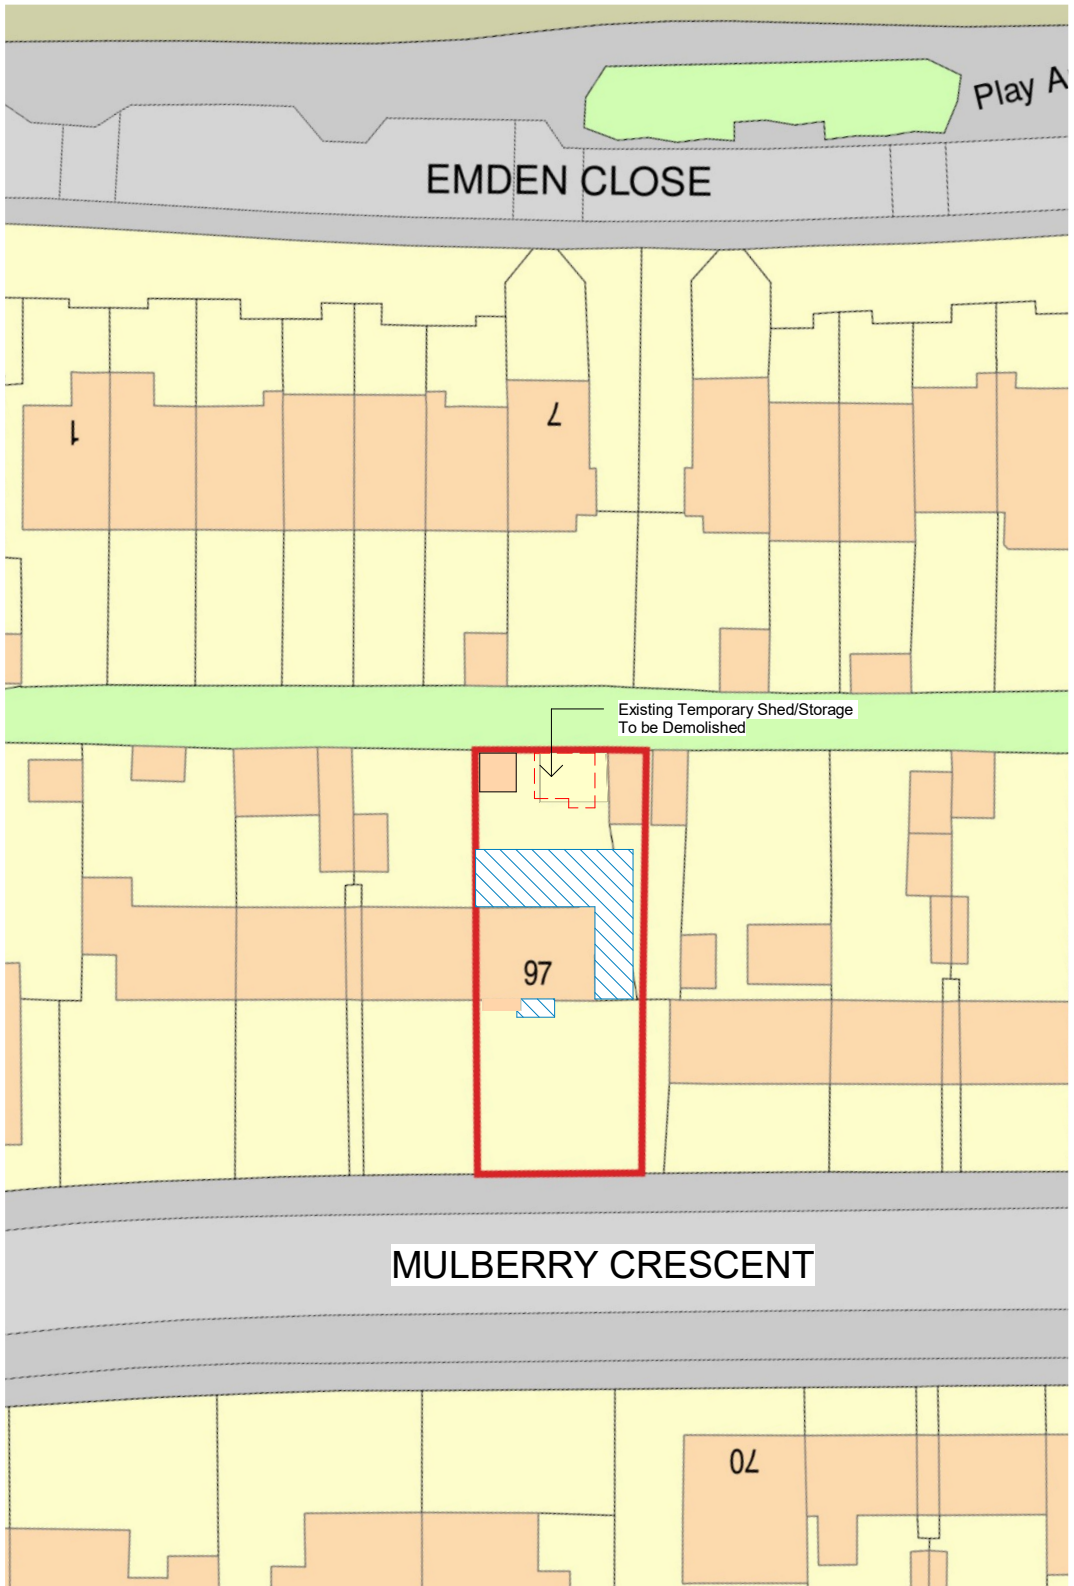 Play A
EMDEN CLOSE
1
7
Existing Temporary Shed/Storage
To be Demolished
97
MULBERRY CRESCENT
70